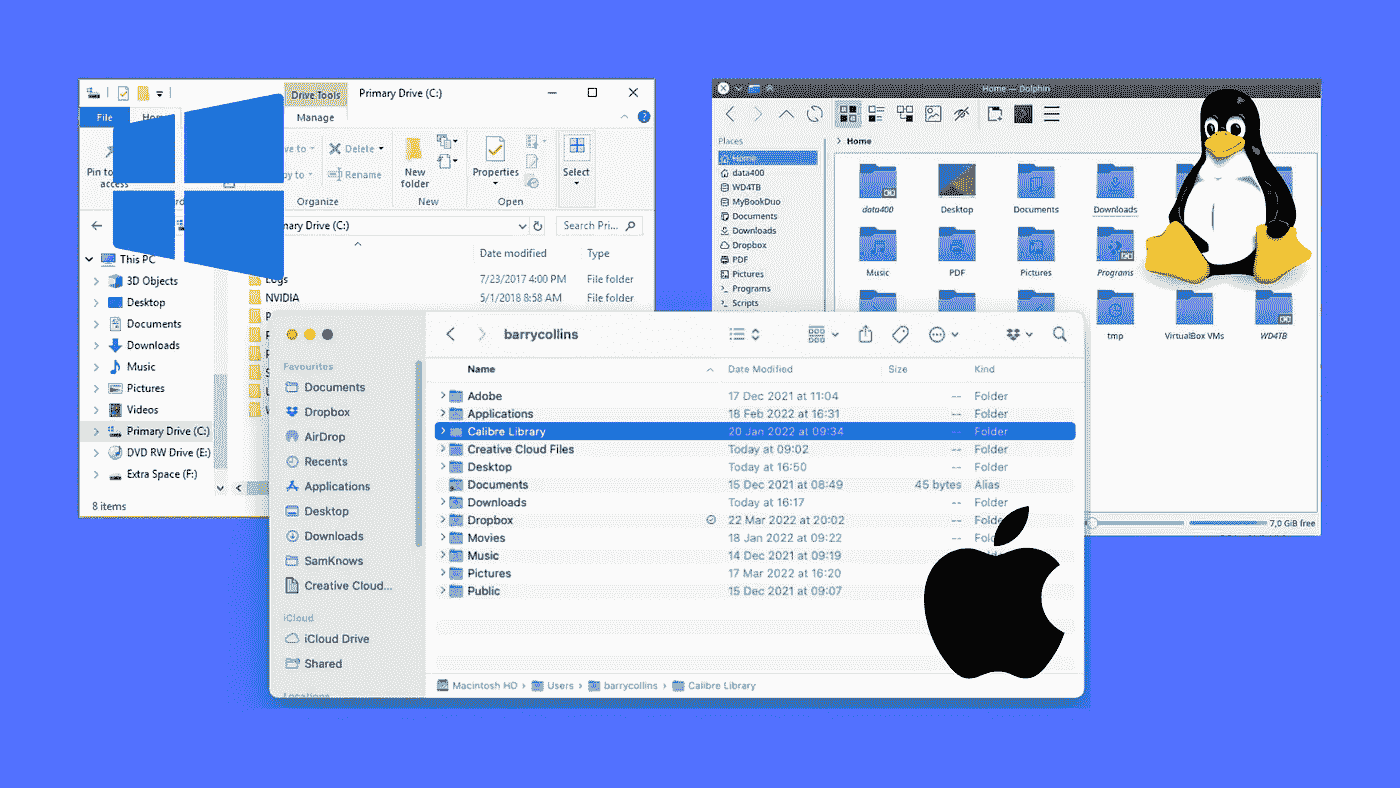 Drive Tools
Primary Drive (C:)
File
Manage
Pin to
access
Delete
Rename
New
folder
Properties
Select
Organize
New
Open
Primary Drive (C:)
Search Pri...
Date modified
Type
This PC
3D Objects
Desktop
Documents
Downloads
Music
Pictures
Videos
Primary Drive (C:)
DVD RW Drive (E:)
Extra Space (F:)
8 items
Logs
7/23/2017 4:00 PM
File folder
NVIDIA
5/1/2018 8:58 AM
File folder
Home — Dolphin
Places
Home
data400
WD4TB
MyBookDuo
Documents
Downloads
Dropbox
PDF
Pictures
Programs
Scripts
Home
data400
Desktop
Documents
Downloads
Music
PDF
Pictures
Programs
tmp
VirtualBox VMs
WD4TB
7,0 GiB free
barrycollins
Favourites
Documents
Dropbox
AirDrop
Recents
Applications
Desktop
Downloads
SamKnows
Creative Cloud...
iCloud
iCloud Drive
Shared
Locations
Name Date Modified Size Kind
Adobe 17 Dec 2021 at 11:04 -- Folder
Applications 18 Feb 2022 at 16:31 -- Folder
Calibre Library 20 Jan 2022 at 09:34 -- Folder
Creative Cloud Files Today at 09:02 -- Folder
Desktop Today at 16:50 -- Folder
Documents 15 Dec 2021 at 08:49 45 bytes Alias
Downloads Today at 16:17 -- Folder
Dropbox 22 Mar 2022 at 20:02 -- Folder
Movies 18 Jan 2022 at 09:22 --
Music 14 Dec 2021 at 09:19 --
Pictures 17 Mar 2022 at 16:20
Public 15 Dec 2021 at 09:07
Macintosh HD › Users › barrycollins › Calibre Library